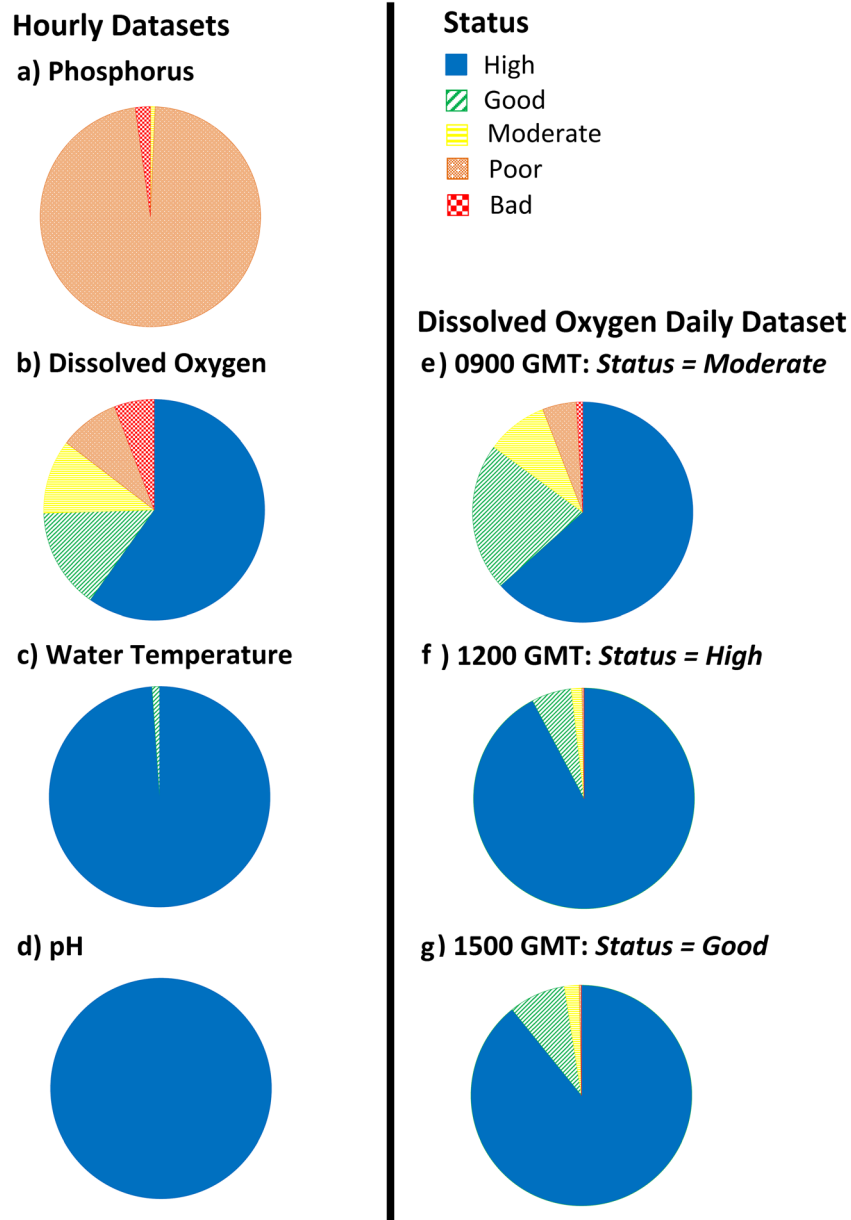 Hourly Datasets
a) Phosphorus
b) Dissolved Oxygen
c) Water Temperature
d) pH
Status
High
Good
Moderate
Poor
Bad
Dissolved Oxygen Daily Dataset
e) 0900 GMT: Status = Moderate
f ) 1200 GMT: Status = High
g) 1500 GMT: Status = Good